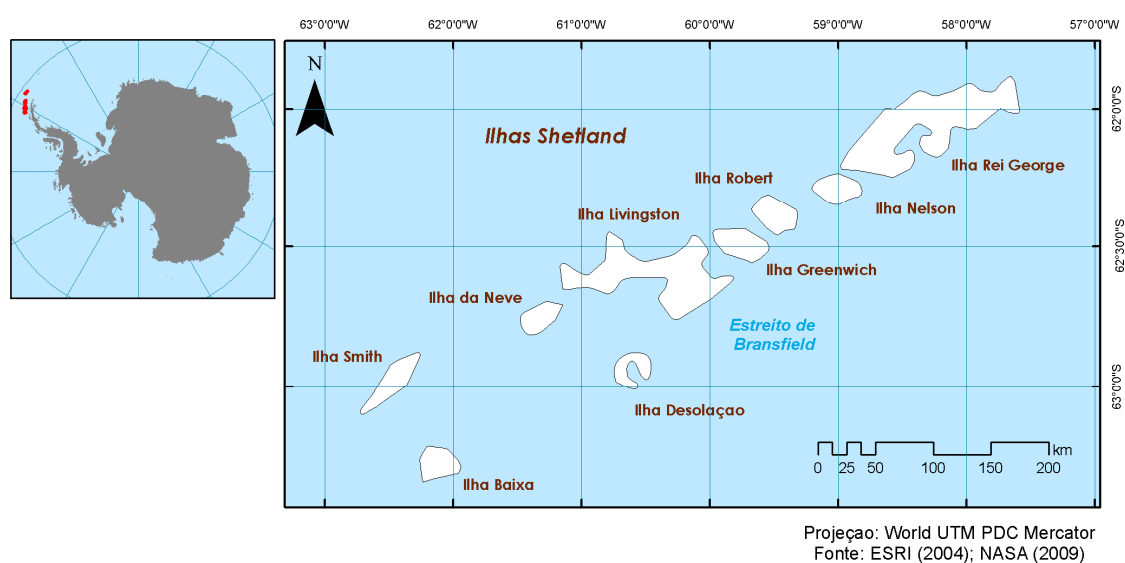 63°0'0"W 62°0'0"W 61°0'0"W 60°0'0"W 59°0'0"W 58°0'0"W 57°0'0"W
N
62°0'0"S
Ilhas Shetland
Ilha Rei George
Ilha Robert
Ilha Nelson
Ilha Livingston
62°30'0"S
Ilha Greenwich
Ilha da Neve
Estreito de
Bransfield
Ilha Smith
63°0'0"S
Ilha Desolaçao
km
0 25 50 100 150 200
Ilha Baixa
Projeçao: World UTM PDC Mercator
Fonte: ESRI (2004); NASA (2009)